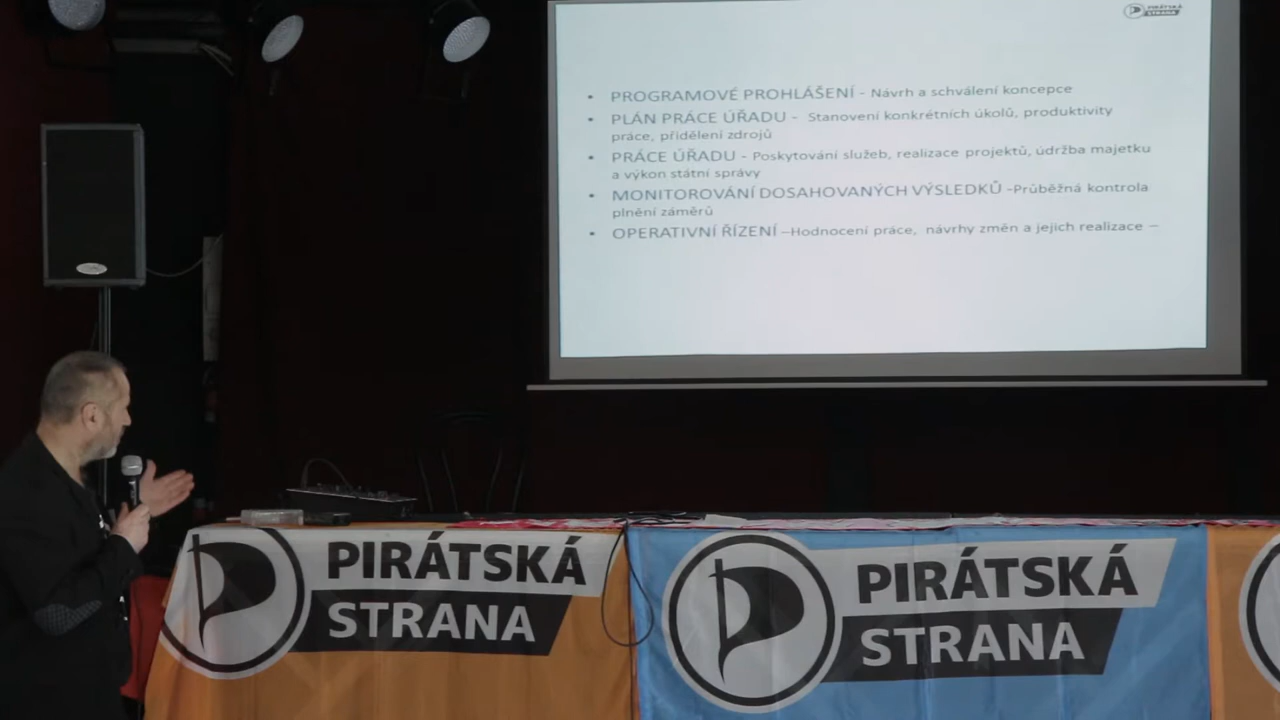 PIRÁTSKÁ
STRANA
• PROGRAMOVÉ PROHLÁŠENÍ - Návrh a schválení koncepce
• PLÁN PRÁCE ÚŘADU - Stanovení konkrétních úkolů, produktivity
práce, přidělení zdrojů
• PRÁCE ÚŘADU - Poskytování služeb, realizace projektů, údržba majetku
a výkon státní správy
• MONITOROVÁNÍ DOSAHOVANÝCH VÝSLEDKŮ –Průběžná kontrola
plnění záměrů
• OPERATIVNÍ ŘÍZENÍ –Hodnocení práce, návrhy změn a jejich realizace –
PIRÁTSKÁ
STRANA
PIRÁTSKÁ
STRANA